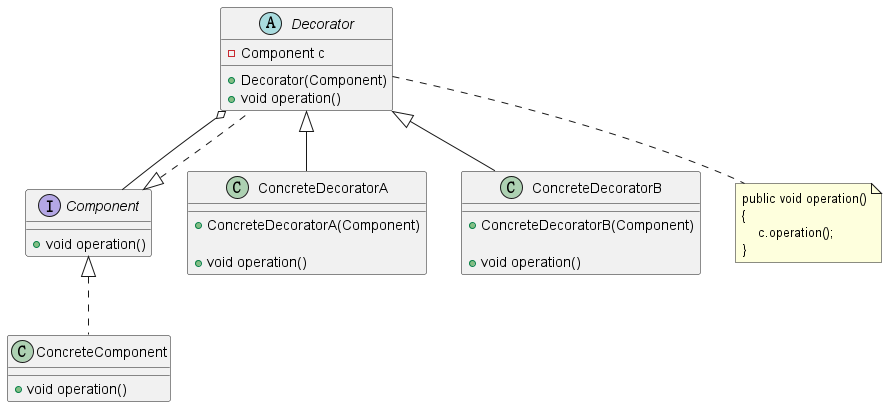 A Decorator
Component c
Decorator(Component)
void operation()
I Component
void operation()
C ConcreteDecoratorA
ConcreteDecoratorA(Component)
void operation()
C ConcreteDecoratorB
ConcreteDecoratorB(Component)
void operation()
public void operation()
{
c.operation();
}
C ConcreteComponent
void operation()